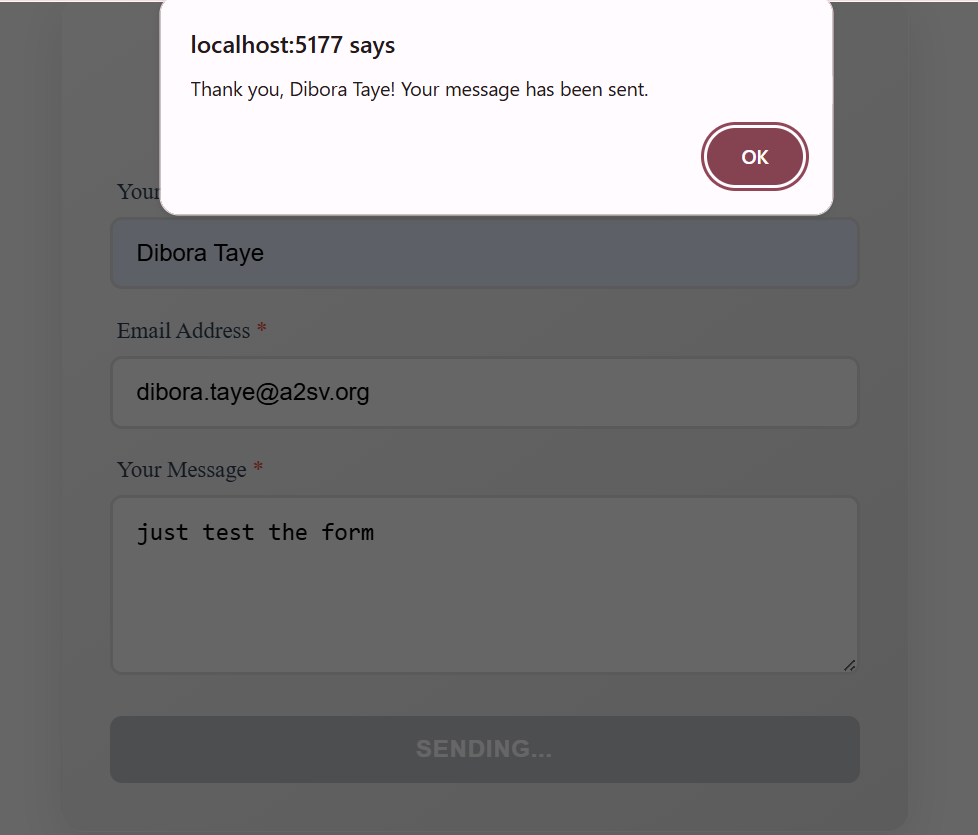 localhost:5177 says
Thank you, Dibora Taye! Your message has been sent.
OK
Your
Dibora Taye
Email Address *
dibora.taye@a2sv.org
Your Message *
just test the form
SENDING...